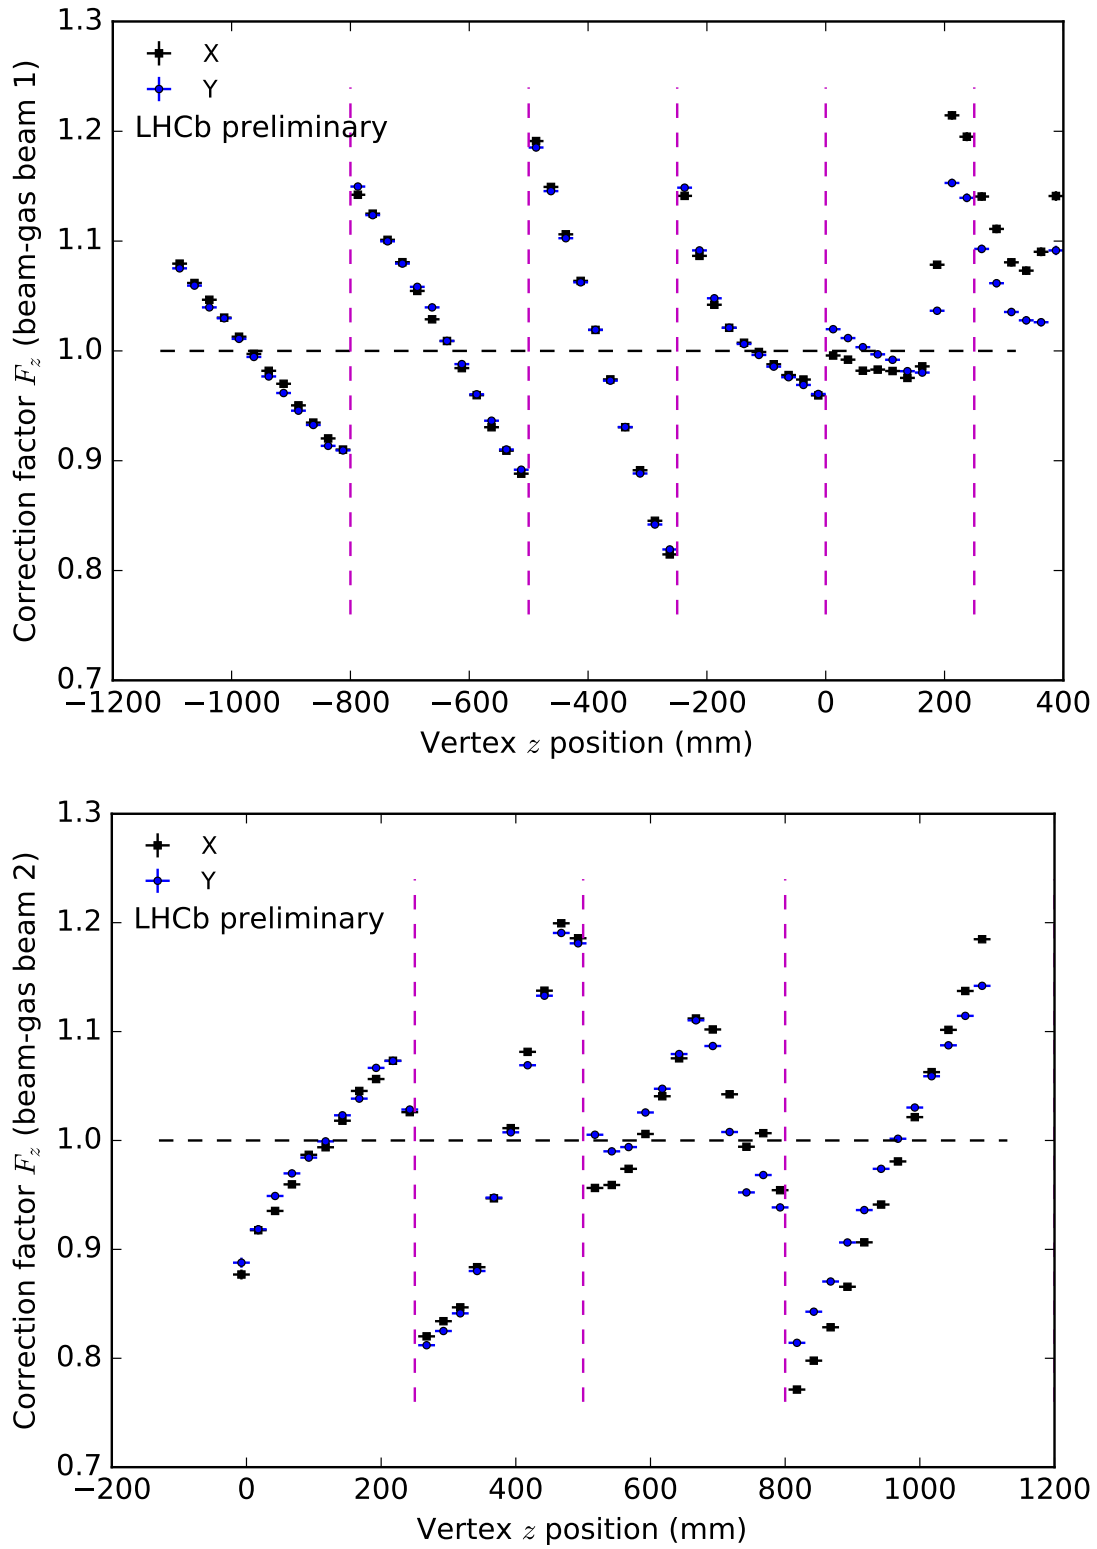 1.3
X
Y
LHCb preliminary
1.2
1.1
1.0
0.9
0.8
0.7
Correction factor F_z (beam-gas beam 1)
−1200 −1000 −800 −600 −400 −200 0 200 400
Vertex z position (mm)
1.3
X
Y
LHCb preliminary
1.2
1.1
1.0
0.9
0.8
0.7
Correction factor F_z (beam-gas beam 2)
−200 0 200 400 600 800 1000 1200
Vertex z position (mm)